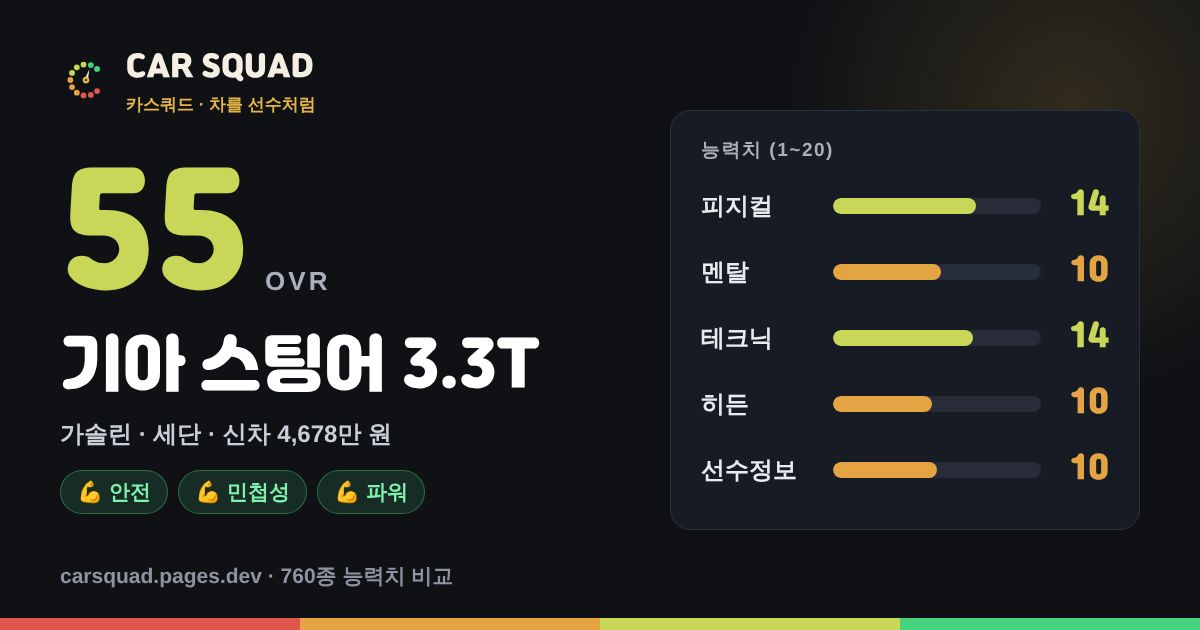 CAR SQUAD
카스쿼드 · 차를 선수처럼
55 OVR
기아 스팅어 3.3T
가솔린 · 세단 · 신차 4,678만 원
💪 안전 💪 민첩성 💪 파워
carsquad.pages.dev · 760종 능력치 비교
능력치 (1~20)
피지컬 14
멘탈 10
테크닉 14
히든 10
선수정보 10